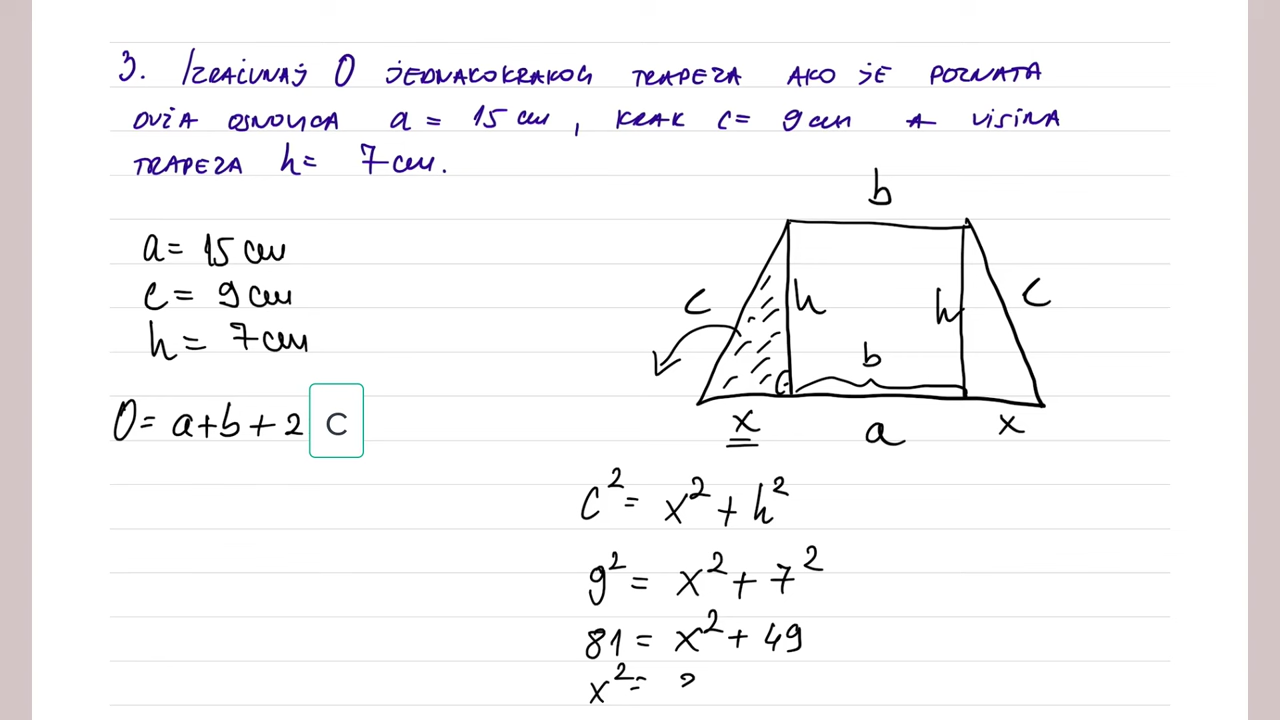 3. IZRAČUNAJ O JEDNAKOKRAKOG TRAPEZA AKO JE POZNATA
DUŽA OSNOVICA a = 15 cm, KRAK c = 9 cm A VISINA
TRAPEZA h = 7 cm.
a = 15 cm
c = 9 cm
h = 7 cm
O = a+b+2 C
b
c
h
h
c
b
x
a
x
c² = x² + h²
9² = x² + 7²
81 = x² + 49
x² =